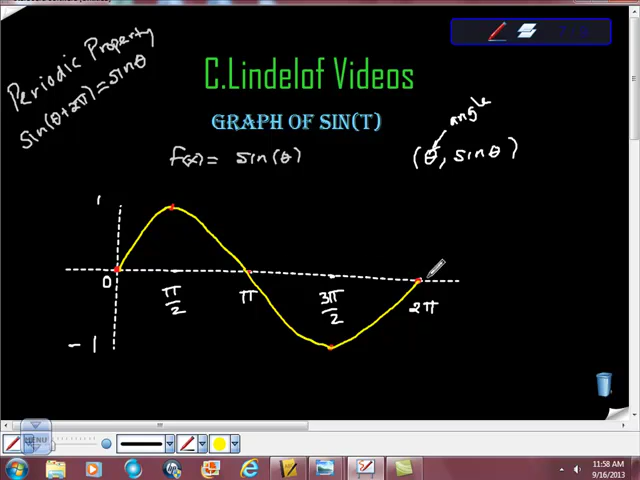 Periodic Property
sin(θ+2π)=sinθ
C.Lindelof Videos
GRAPH OF SIN(T)
angle
f(x)= sin(θ)
(θ, sinθ)
1
0
π/2
π
3π/2
2π
-1
MENU
11:58 AM
9/16/2013